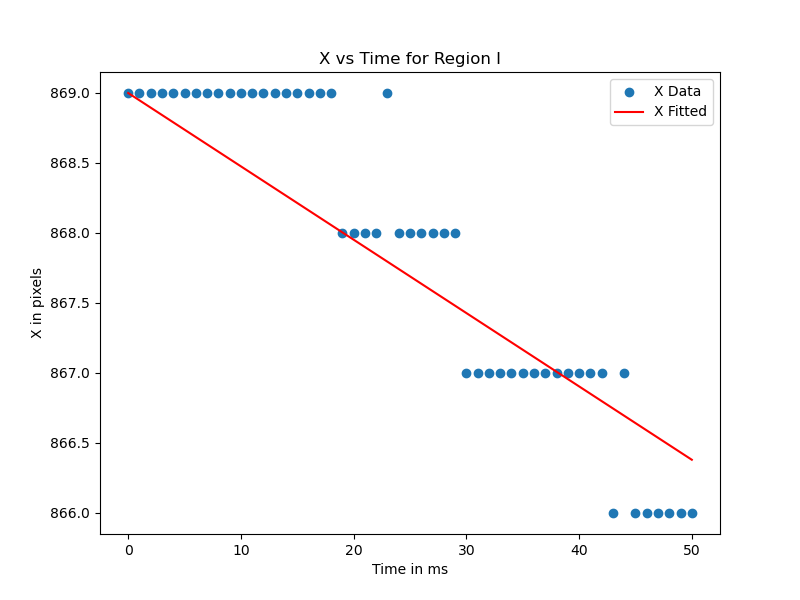 X vs Time for Region I
X Data
X Fitted
869.0
868.5
868.0
867.5
867.0
866.5
866.0
X in pixels
0 10 20 30 40 50
Time in ms